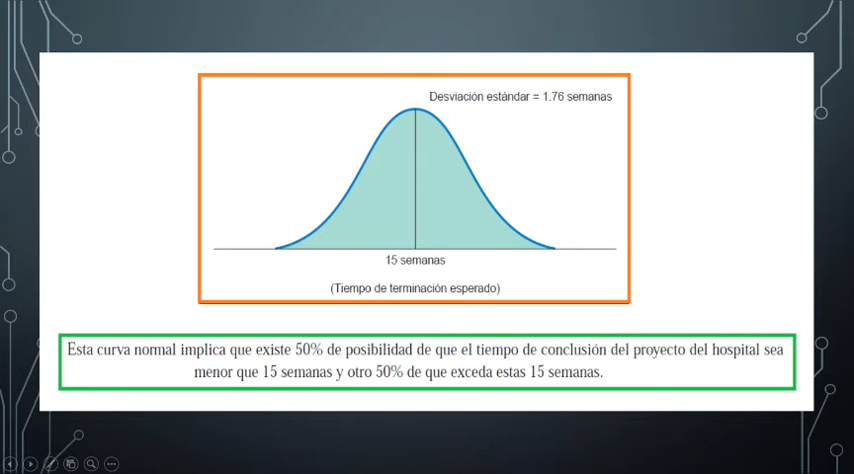 Desviación estándar = 1.76 semanas
15 semanas
(Tiempo de terminación esperado)
Esta curva normal implica que existe 50% de posibilidad de que el tiempo de conclusión del proyecto del hospital sea
menor que 15 semanas y otro 50% de que exceda estas 15 semanas.